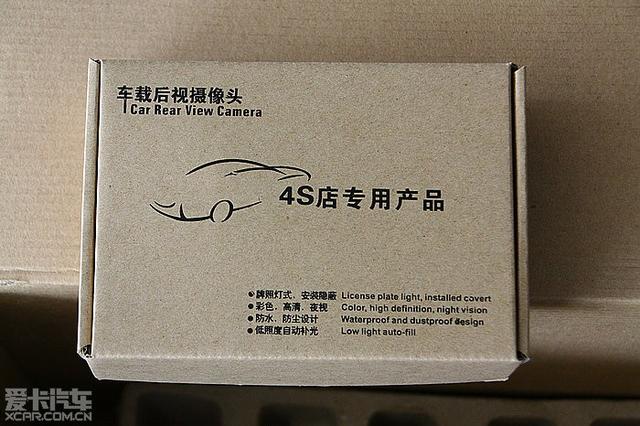 车载后视摄像头
Car Rear View Camera
4S店专用产品
牌照灯式、安装隐蔽 License plate light, installed covert
彩色、高清、夜视 Color, high definition, night vision
防水、防尘设计 Waterproof and dustproof design
低照度自动补光 Low light auto-fill
爱卡汽车
XCAR.COM.CN